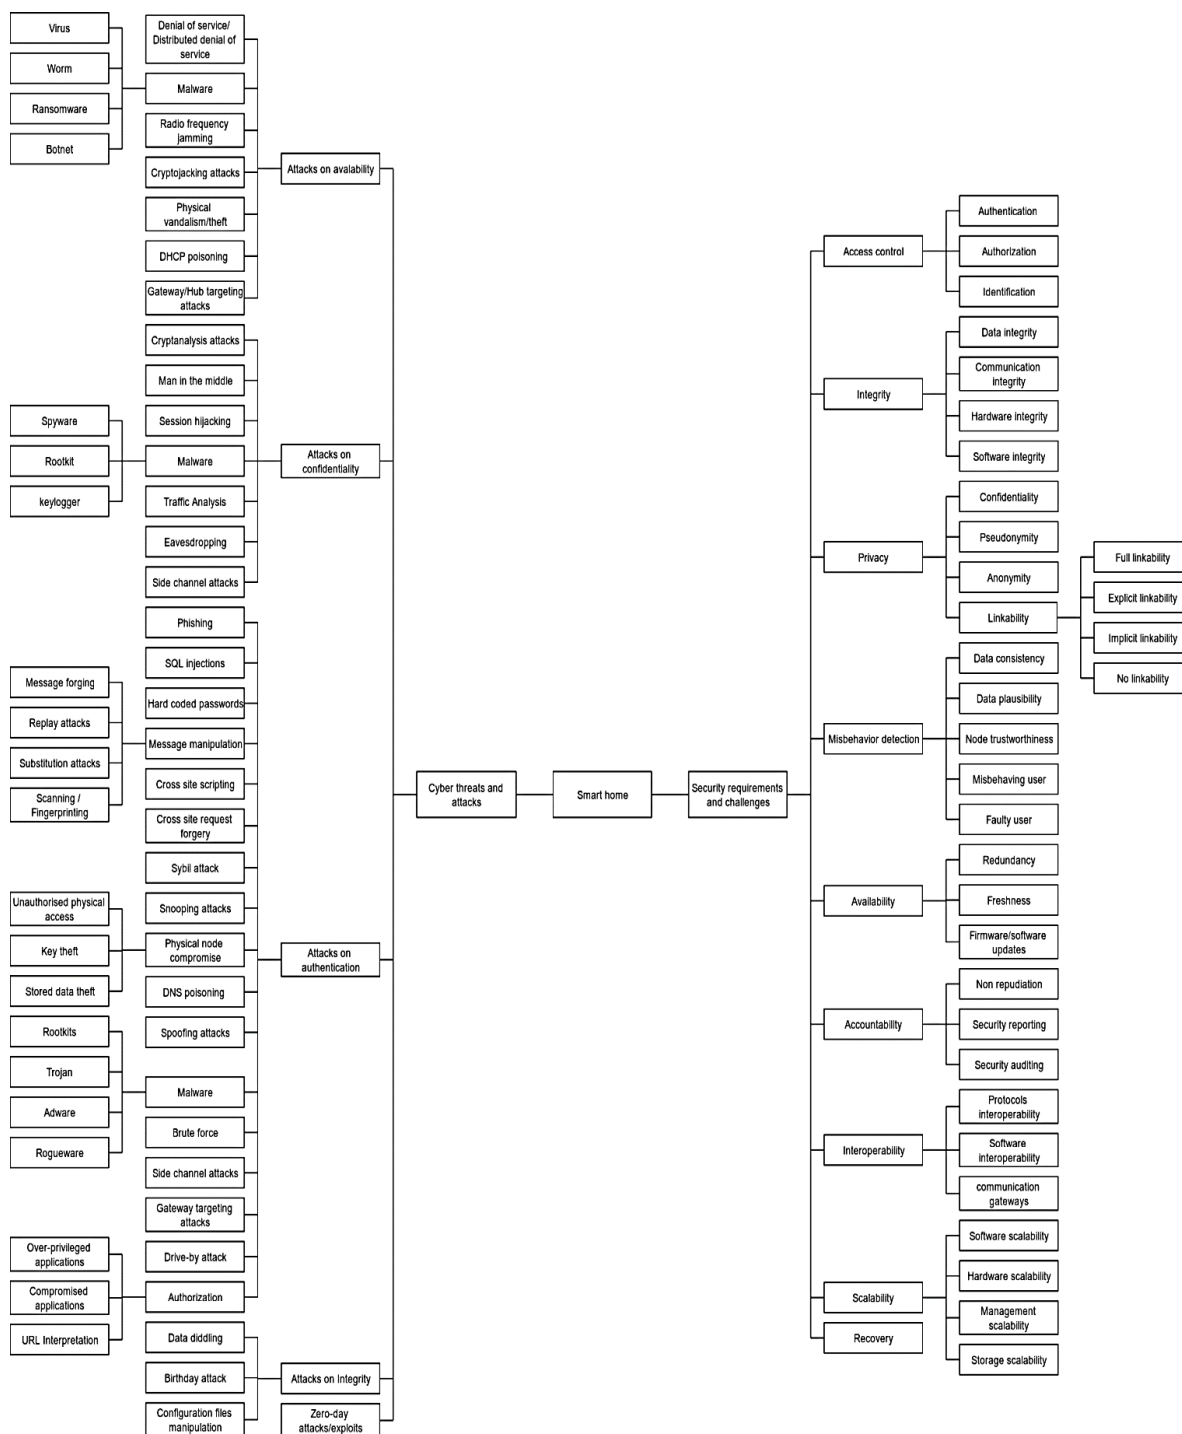 Virus
Worm
Ransomware
Botnet
Denial of service/
Distributed denial of
service
Malware
Radio frequency
jamming
Cryptojacking attacks
Physical
vandalism/theft
DHCP poisoning
Gateway/Hub targeting
attacks
Attacks on avalability
Cryptanalysis attacks
Man in the middle
Session hijacking
Malware
Traffic Analysis
Eavesdropping
Side channel attacks
Spyware
Rootkit
keylogger
Attacks on
confidentiality
Phishing
SQL injections
Hard coded passwords
Message manipulation
Cross site scripting
Cross site request
forgery
Sybil attack
Snooping attacks
Physical node
compromise
DNS poisoning
Spoofing attacks
Malware
Brute force
Side channel attacks
Gateway targeting
attacks
Drive-by attack
Authorization
Message forging
Replay attacks
Substitution attacks
Scanning /
Fingerprinting
Unauthorised physical
access
Key theft
Stored data theft
Rootkits
Trojan
Adware
Rogueware
Over-privileged
applications
Compromised
applications
URL Interpretation
Attacks on
authentication
Data diddling
Birthday attack
Configuration files
manipulation
Attacks on Integrity
Zero-day
attacks/exploits
Cyber threats and
attacks
Smart home
Security requirements
and challenges
Access control
Authentication
Authorization
Identification
Integrity
Data integrity
Communication
integrity
Hardware integrity
Software integrity
Privacy
Confidentiality
Pseudonymity
Anonymity
Linkability
Full linkability
Explicit linkability
Implicit linkability
No linkability
Misbehavior detection
Data consistency
Data plausibility
Node trustworthiness
Misbehaving user
Faulty user
Availability
Redundancy
Freshness
Firmware/software
updates
Accountability
Non repudiation
Security reporting
Security auditing
Interoperability
Protocols
interoperability
Software
interoperability
communication
gateways
Scalability
Software scalability
Hardware scalability
Management
scalability
Storage scalability
Recovery